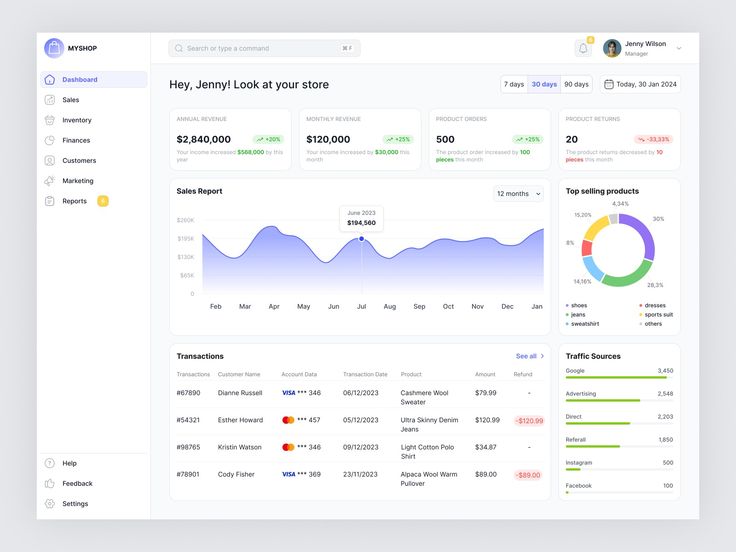 MYSHOP
Search or type a command
⌘ F
6
Jenny Wilson
Manager
Dashboard
Sales
Inventory
Finances
Customers
Marketing
Reports 6
Help
Feedback
Settings
Hey, Jenny! Look at your store
7 days 30 days 90 days
Today, 30 Jan 2024
ANNUAL REVENUE
$2,840,000 +20%
Your income increased $568,000 by this
year
MONTHLY REVENUE
$120,000 +25%
Your income increased by $30,000 this
month
PRODUCT ORDERS
500 +25%
The product order increased by 100
pieces this month
PRODUCT RETURNS
20 -33,33%
The product returns decreased by 10
pieces this month
Sales Report
12 months
June 2023
$194,560
$260K
$195K
$130K
$65K
0
Feb Mar Apr May Jun Jul Aug Sep Oct Nov Dec Jan
Top selling products
4,34%
15,20%
30%
8%
14,16%
28,3%
shoes
jeans
sweatshirt
dresses
sports suit
others
Transactions
See all
Transactions Customer Name Account Data Transaction Date Product Amount Refund
#67890 Dianne Russell VISA *** 346 06/12/2023 Cashmere Wool $79.99 -
Sweater
#54321 Esther Howard *** 457 05/12/2023 Ultra Skinny Denim $120.99 -$120.99
Jeans
#98765 Kristin Watson *** 346 09/12/2023 Light Cotton Polo $34.87 -
Shirt
#78901 Cody Fisher VISA *** 369 23/11/2023 Alpaca Wool Warm $89.00 -$89.00
Pullover
Traffic Sources
Google 3,450
Advertising 2,548
Direct 2,203
Referall 1,850
Instagram 500
Facebook 100